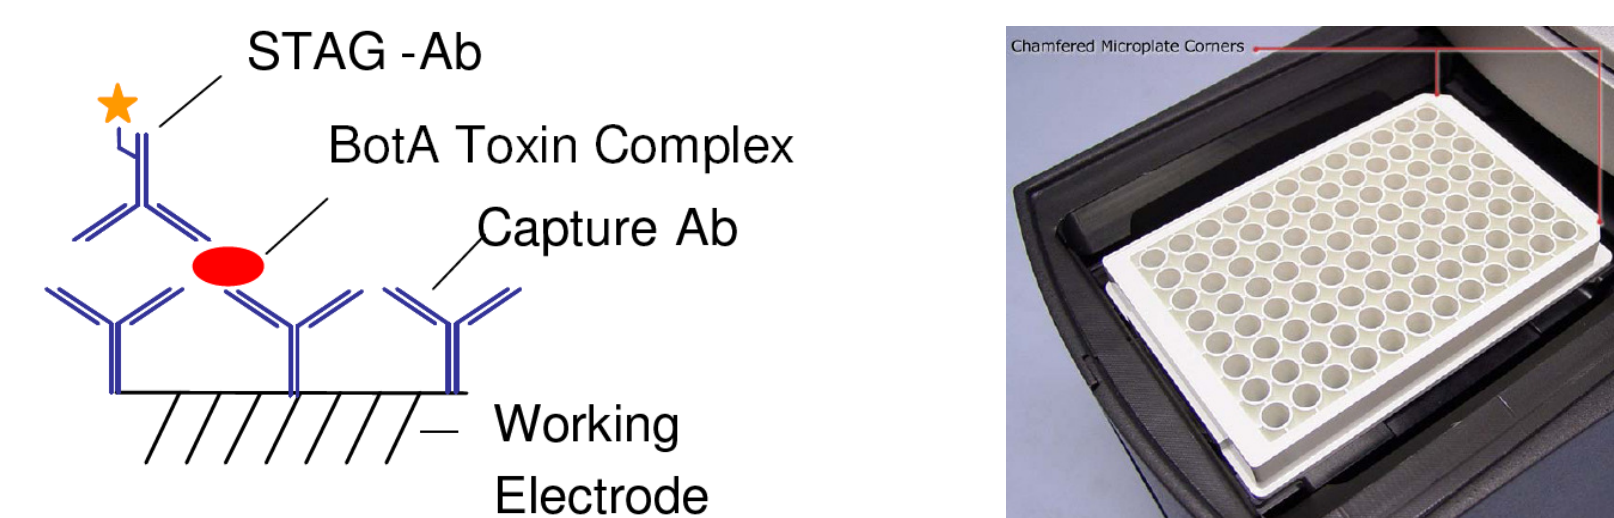 STAG -Ab
BotA Toxin Complex
Capture Ab
Working
Electrode
Chamfered Microplate Corners